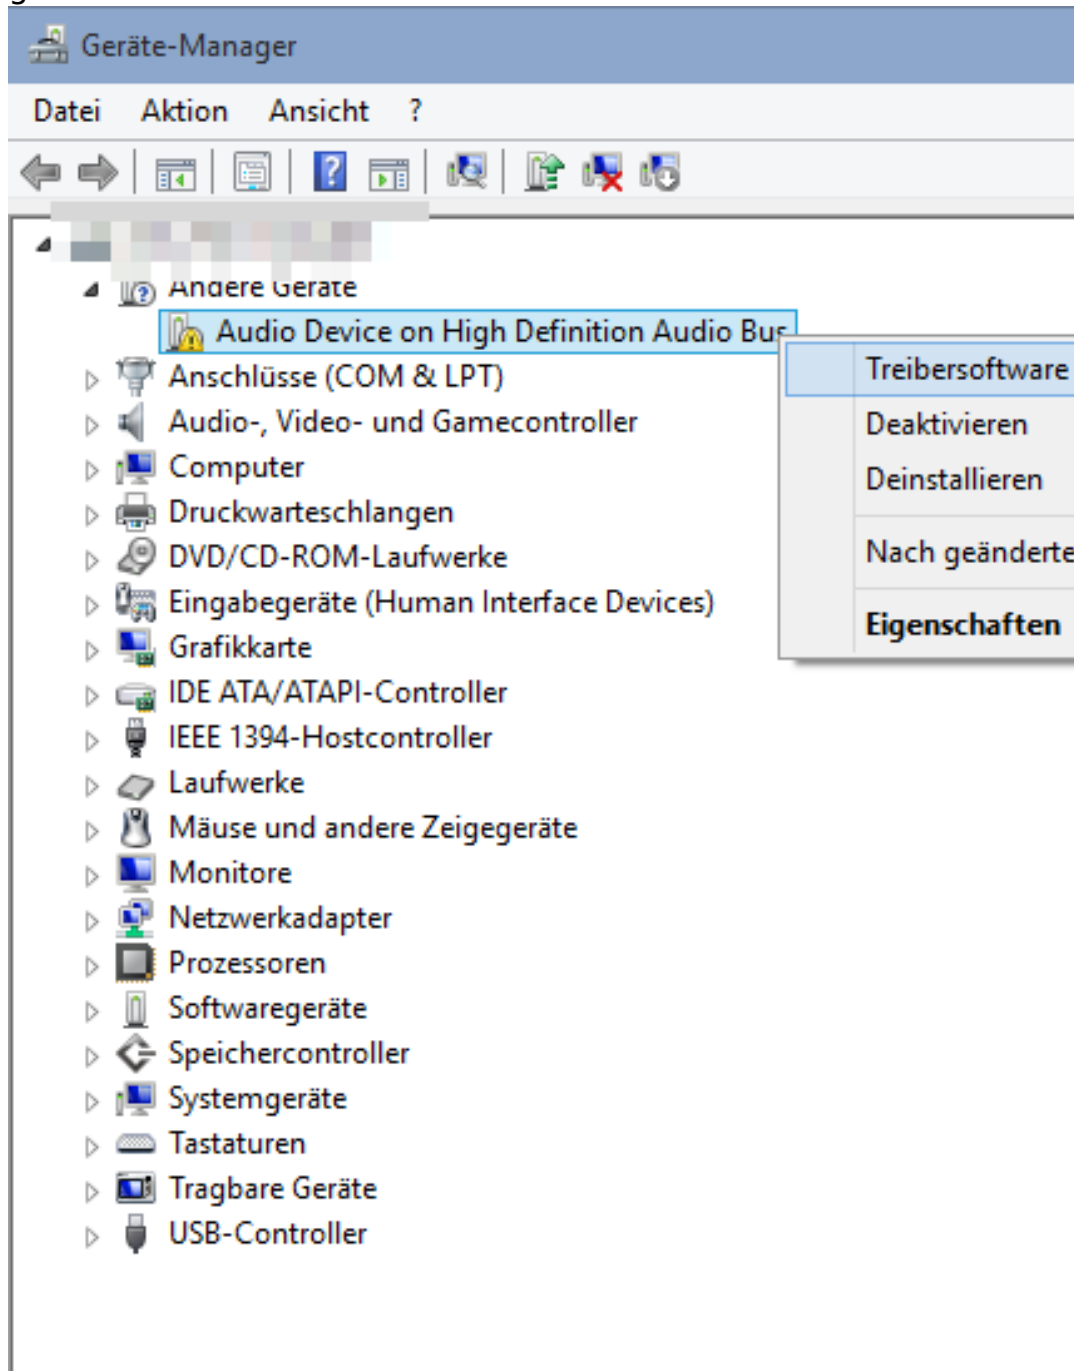 Geräte-Manager
Datei Aktion Ansicht ?
Andere Geräte
Audio Device on High Definition Audio Bus
Anschlüsse (COM & LPT)
Audio-, Video- und Gamecontroller
Computer
Druckwarteschlangen
DVD/CD-ROM-Laufwerke
Eingabegeräte (Human Interface Devices)
Grafikkarte
IDE ATA/ATAPI-Controller
IEEE 1394-Hostcontroller
Laufwerke
Mäuse und andere Zeigegeräte
Monitore
Netzwerkadapter
Prozessoren
Softwaregeräte
Speichercontroller
Systemgeräte
Tastaturen
Tragbare Geräte
USB-Controller
Treibersoftware
Deaktivieren
Deinstallieren
Nach geänderte
Eigenschaften